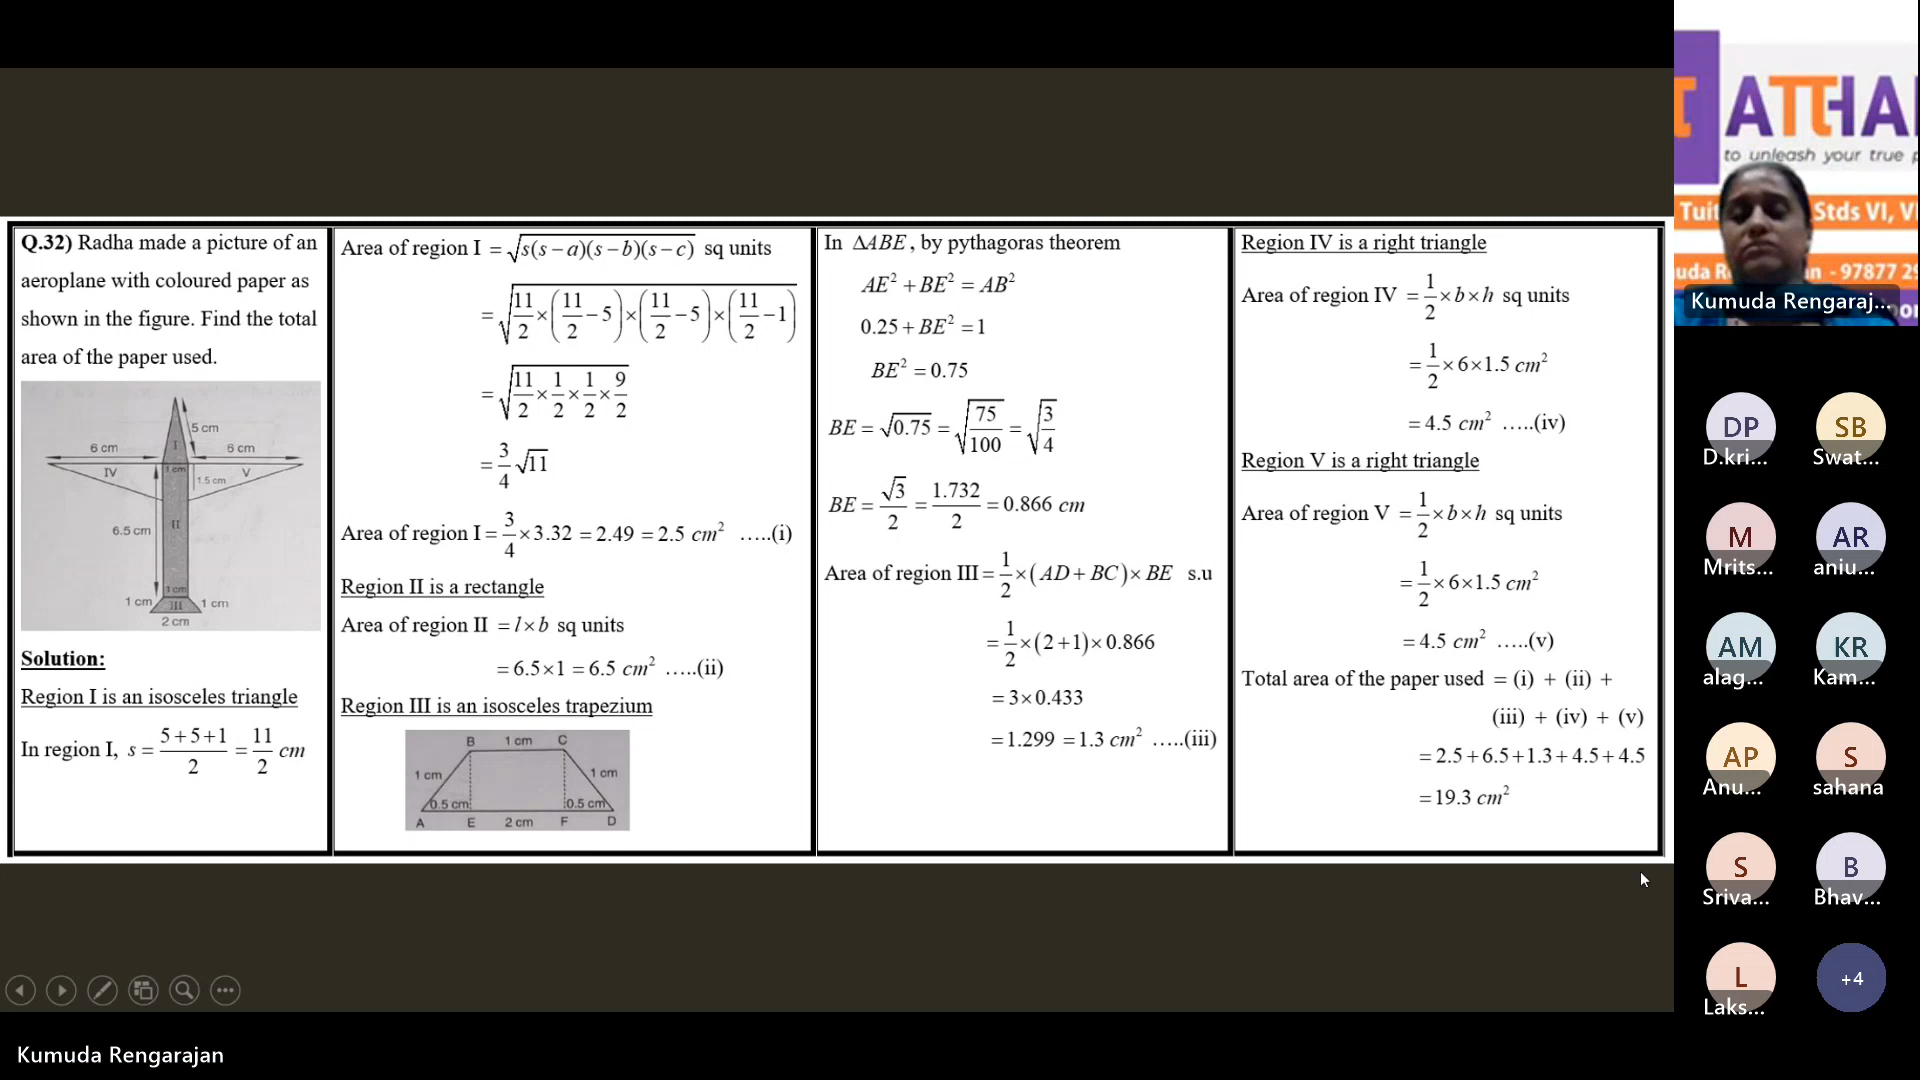 Q.32) Radha made a picture of an
aeroplane with coloured paper as
shown in the figure. Find the total
area of the paper used.
5 cm
6 cm
6 cm
I
IV
1 cm
V
1.5 cm
6.5 cm
II
1 cm
1 cm
III
1 cm
2 cm
Solution:
Region I is an isosceles triangle
In region I, s = (5+5+1)/2 = 11/2 cm
Area of region I = √(s(s−a)(s−b)(s−c)) sq units
= √(11/2 × (11/2 − 5) × (11/2 − 5) × (11/2 − 1))
= √(11/2 × 1/2 × 1/2 × 9/2)
= 3/4 √11
Area of region I = 3/4 × 3.32 = 2.49 = 2.5 cm² …..(i)
Region II is a rectangle
Area of region II = l × b sq units
= 6.5×1 = 6.5 cm² …..(ii)
Region III is an isosceles trapezium
B 1 cm C
1 cm
1 cm
0.5 cm
0.5 cm
A E 2 cm F D
In ΔABE, by pythagoras theorem
AE² + BE² = AB²
0.25 + BE² = 1
BE² = 0.75
BE = √0.75 = √(75/100) = √(3/4)
BE = √3/2 = 1.732/2 = 0.866 cm
Area of region III = 1/2 × (AD + BC) × BE s.u
= 1/2 × (2+1) × 0.866
= 3×0.433
= 1.299 = 1.3 cm² …..(iii)
Region IV is a right triangle
Area of region IV = 1/2 × b × h sq units
= 1/2 × 6 × 1.5 cm²
= 4.5 cm² …..(iv)
Region V is a right triangle
Area of region V = 1/2 × b × h sq units
= 1/2 × 6 × 1.5 cm²
= 4.5 cm² …..(v)
Total area of the paper used = (i) + (ii) +
(iii) + (iv) + (v)
= 2.5+6.5+1.3+4.5+4.5
= 19.3 cm²
Kumuda Rengarajan
AππHA
to unleash your true p
Tuit Stds VI, V
- 97877 29
Kumuda Rengaraj...
DP
SB
D.kri...
Swat...
M
AR
Mrits...
aniu...
AM
KR
alag...
Kam...
AP
S
Anu...
sahana
S
B
Sriva...
Bhav...
L
+4
Laks...